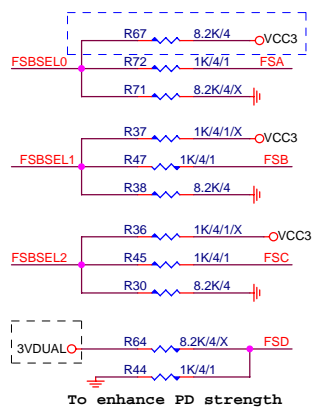 R67 8.2K/4 VCC3
FSBSEL0 R72 1K/4/1 FSA
R71 8.2K/4/X
R37 1K/4/1/X VCC3
FSBSEL1 R47 1K/4/1 FSB
R38 8.2K/4
R36 1K/4/1/X VCC3
FSBSEL2 R45 1K/4/1 FSC
R30 8.2K/4
3VDUAL R64 8.2K/4/X FSD
R44 1K/4/1
To enhance PD strength